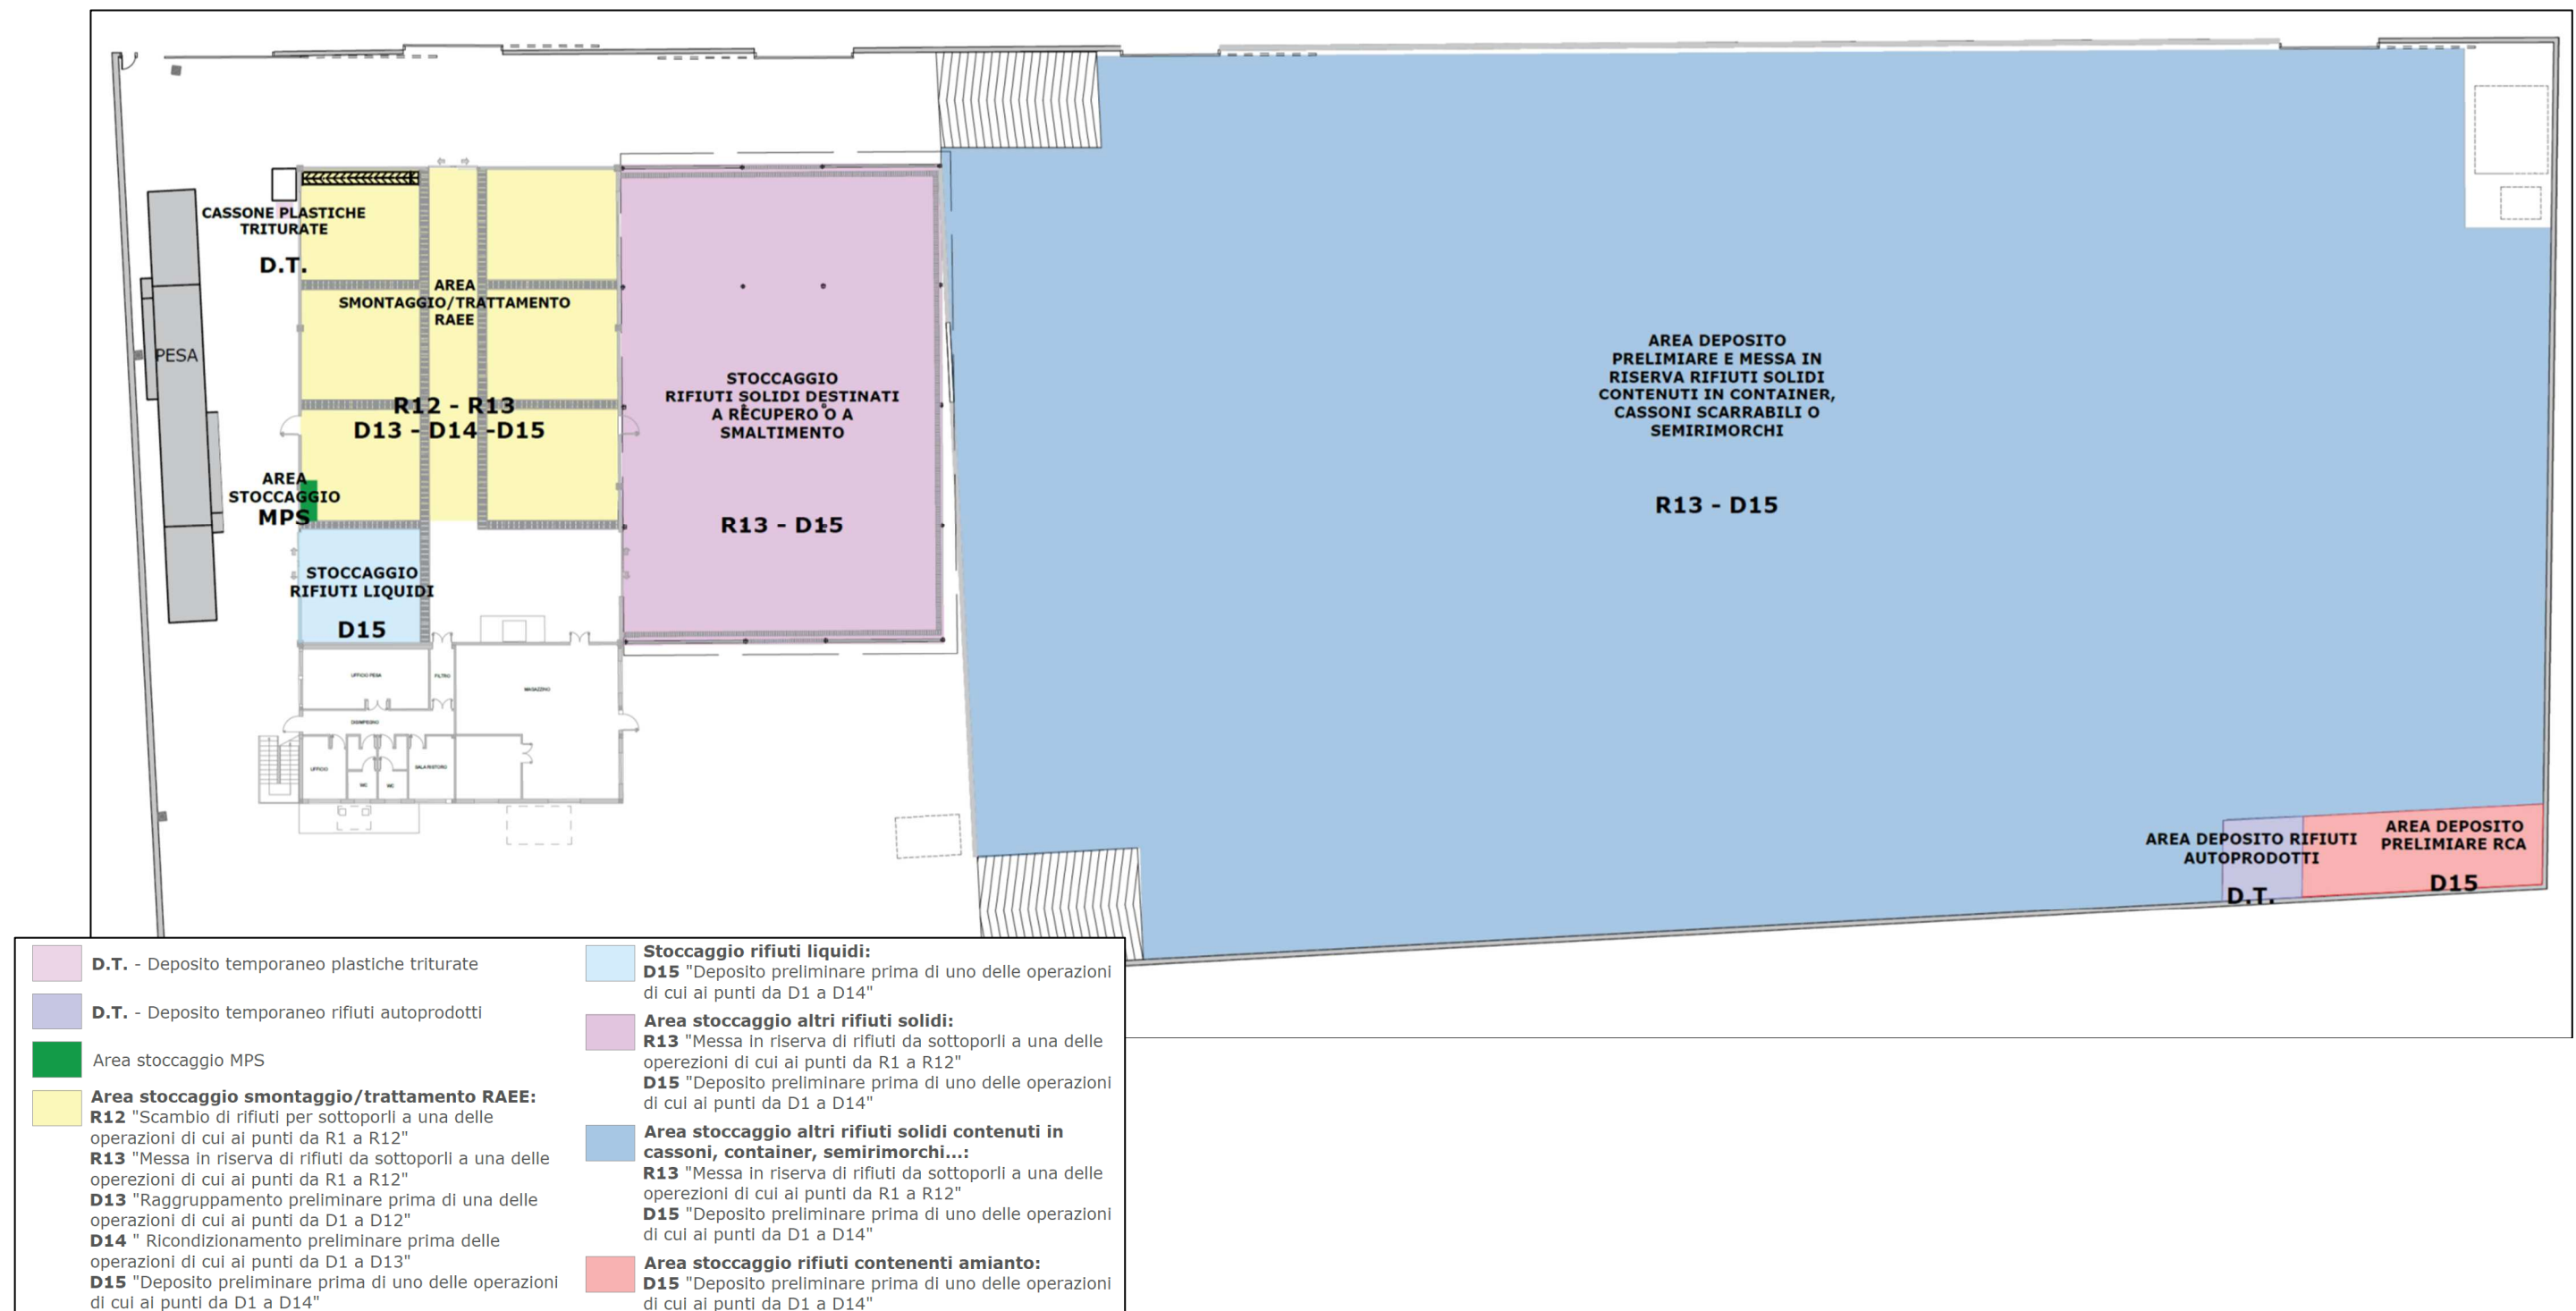 CASSONE PLASTICHE
TRITURATE
D.T.
AREA
SMONTAGGIO/TRATTAMENTO
RAEE
PESA
R12 - R13
D13 - D14 -D15
AREA
STOCCAGGIO
MPS
STOCCAGGIO
RIFIUTI LIQUIDI
D15
UFFICIO PESA
FILTRO
MAGAZZINO
DISIMPEGNO
UFFICIO
WC
WC
SALA RISTORO
STOCCAGGIO
RIFIUTI SOLIDI DESTINATI
A RECUPERO O A
SMALTIMENTO
R13 - D15
AREA DEPOSITO
PRELIMIARE E MESSA IN
RISERVA RIFIUTI SOLIDI
CONTENUTI IN CONTAINER,
CASSONI SCARRABILI O
SEMIRIMORCHI
R13 - D15
AREA DEPOSITO RIFIUTI
AUTOPRODOTTI
D.T.
AREA DEPOSITO
PRELIMIARE RCA
D15
D.T. - Deposito temporaneo plastiche triturate
D.T. - Deposito temporaneo rifiuti autoprodotti
Area stoccaggio MPS
Area stoccaggio smontaggio/trattamento RAEE:
R12 "Scambio di rifiuti per sottoporli a una delle
operazioni di cui ai punti da R1 a R12"
R13 "Messa in riserva di rifiuti da sottoporli a una delle
operezioni di cui ai punti da R1 a R12"
D13 "Raggruppamento preliminare prima di una delle
operazioni di cui ai punti da D1 a D12"
D14 " Ricondizionamento preliminare prima delle
operazioni di cui ai punti da D1 a D13"
D15 "Deposito preliminare prima di uno delle operazioni
di cui ai punti da D1 a D14"
Stoccaggio rifiuti liquidi:
D15 "Deposito preliminare prima di uno delle operazioni
di cui ai punti da D1 a D14"
Area stoccaggio altri rifiuti solidi:
R13 "Messa in riserva di rifiuti da sottoporli a una delle
operezioni di cui ai punti da R1 a R12"
D15 "Deposito preliminare prima di uno delle operazioni
di cui ai punti da D1 a D14"
Area stoccaggio altri rifiuti solidi contenuti in
cassoni, container, semirimorchi...:
R13 "Messa in riserva di rifiuti da sottoporli a una delle
operezioni di cui ai punti da R1 a R12"
D15 "Deposito preliminare prima di uno delle operazioni
di cui ai punti da D1 a D14"
Area stoccaggio rifiuti contenenti amianto:
D15 "Deposito preliminare prima di uno delle operazioni
di cui ai punti da D1 a D14"